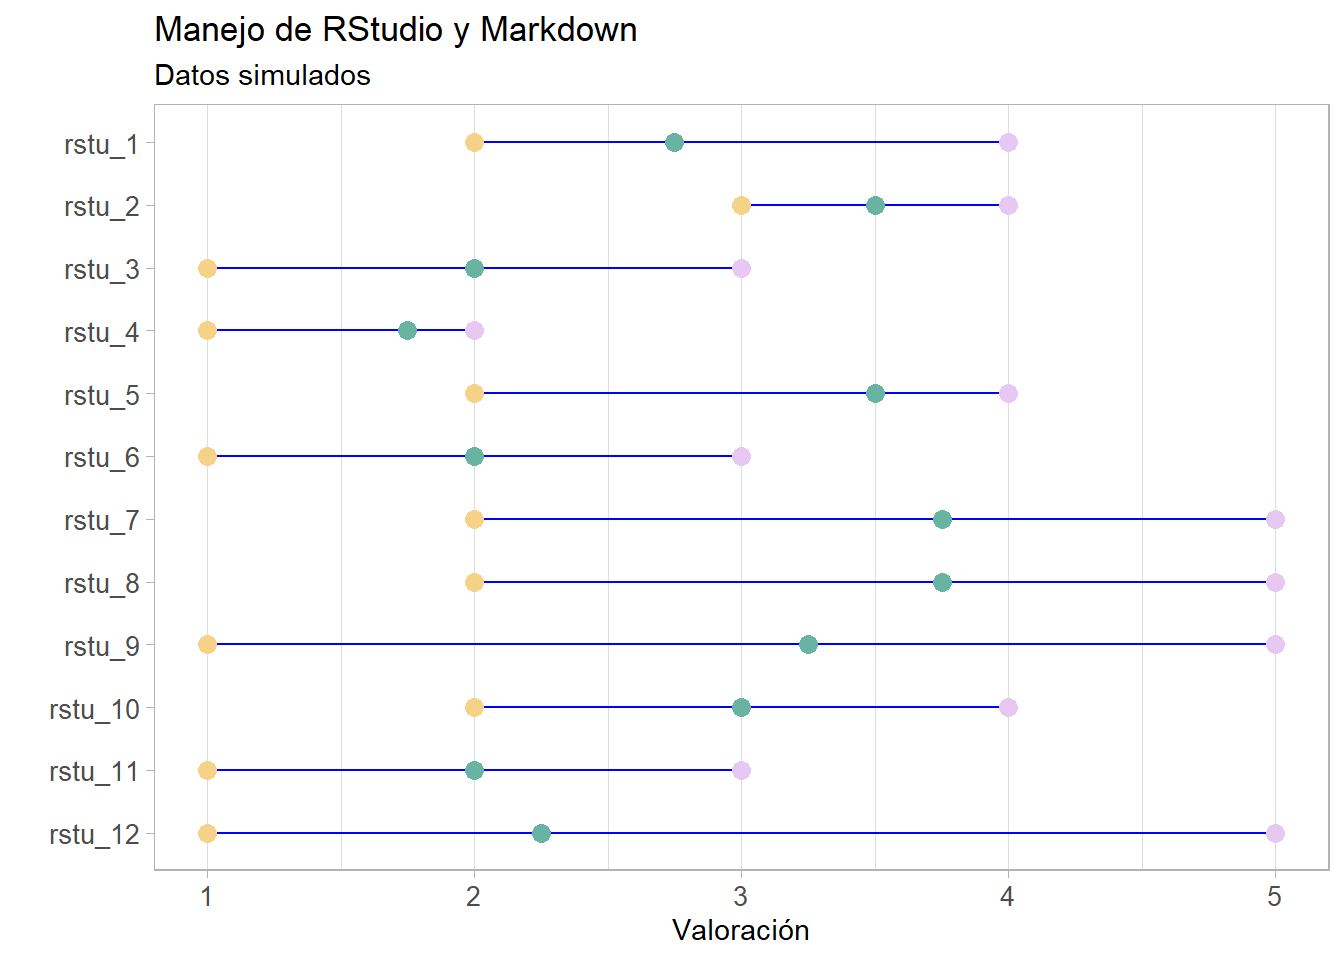 Manejo de RStudio y Markdown
Datos simulados
rstu_1
rstu_2
rstu_3
rstu_4
rstu_5
rstu_6
rstu_7
rstu_8
rstu_9
rstu_10
rstu_11
rstu_12
1 2 3 4 5
Valoración